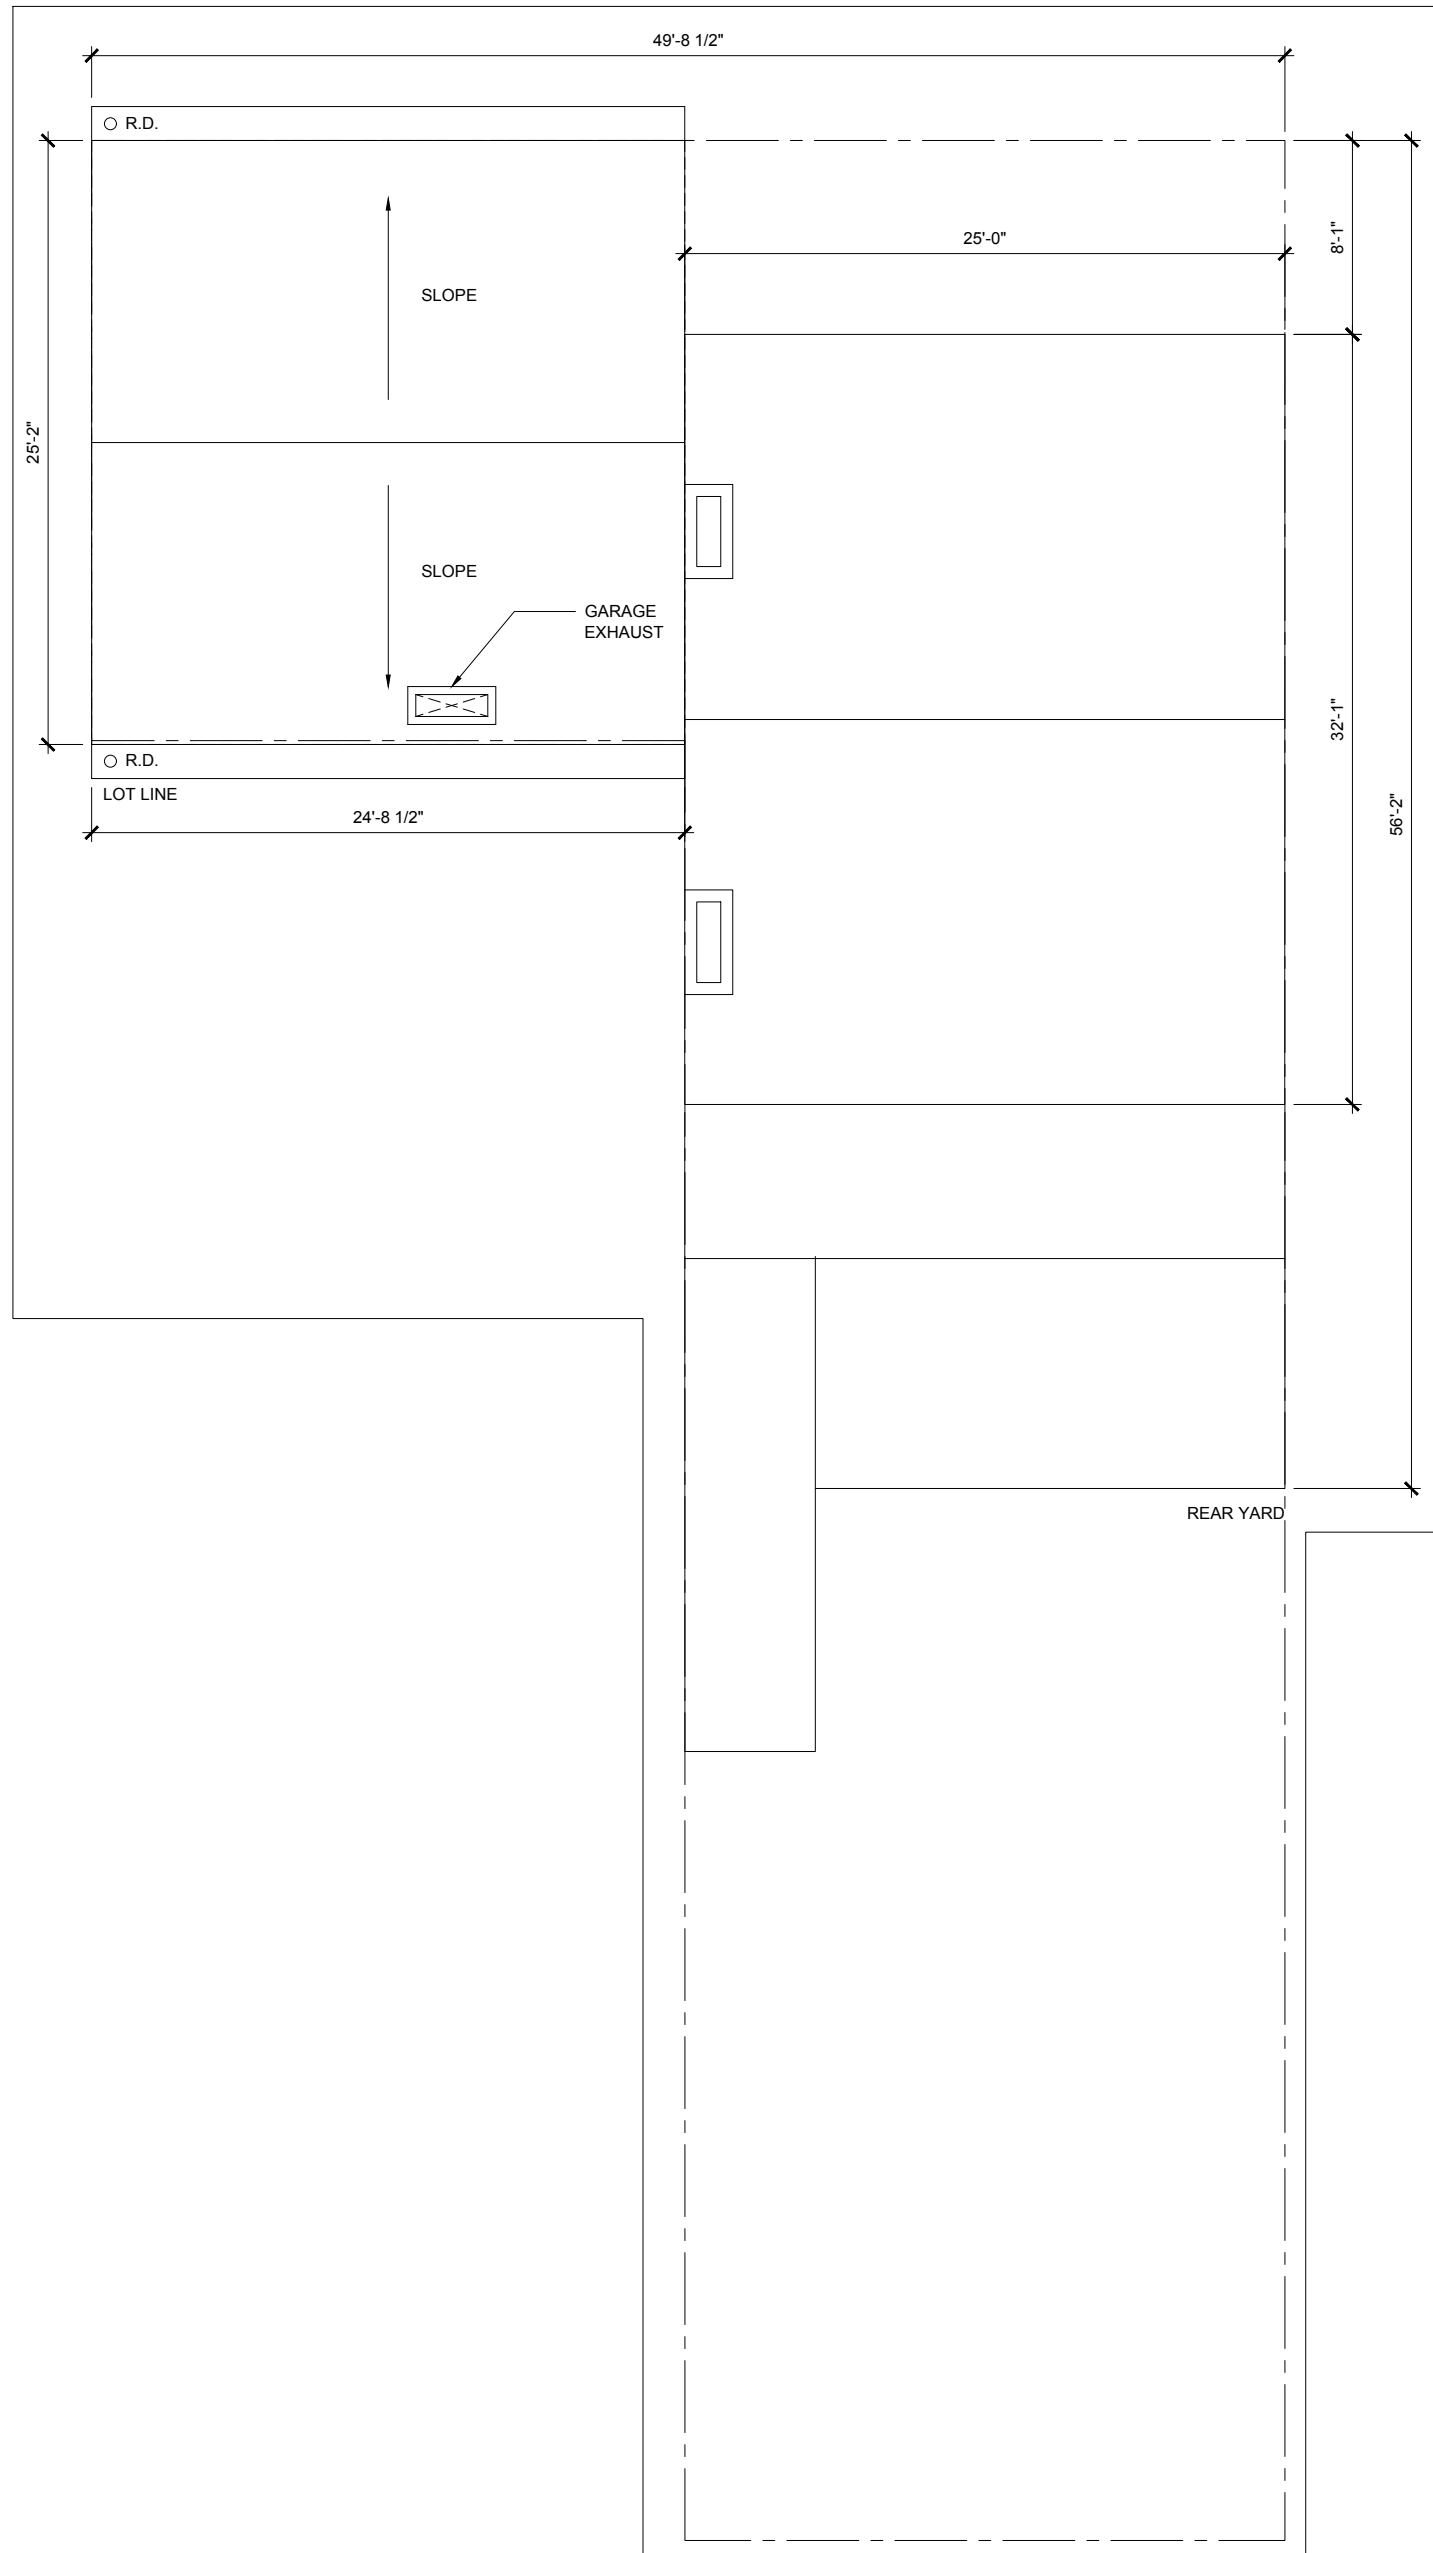 49'-8 1/2"
R.D.
25'-0"
8'-1"
SLOPE
25'-2"
SLOPE
GARAGE
EXHAUST
32'-1"
R.D.
LOT LINE
24'-8 1/2"
56'-2"
REAR YARD